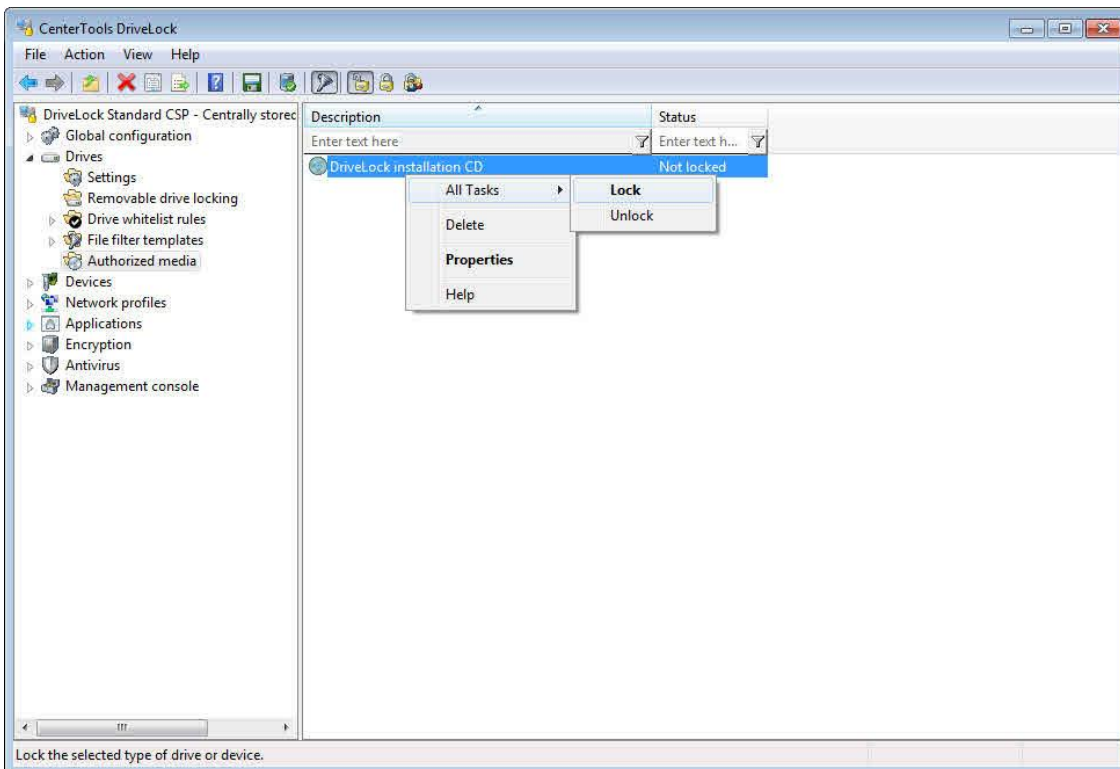 CenterTools DriveLock
File Action View Help
DriveLock Standard CSP - Centrally storec
Global configuration
Drives
Settings
Removable drive locking
Drive whitelist rules
File filter templates
Authorized media
Devices
Network profiles
Applications
Encryption
Antivirus
Management console
Description Status
Enter text here Enter text h...
DriveLock installation CD Not locked
All Tasks
Delete
Properties
Help
Lock
Unlock
Lock the selected type of drive or device.